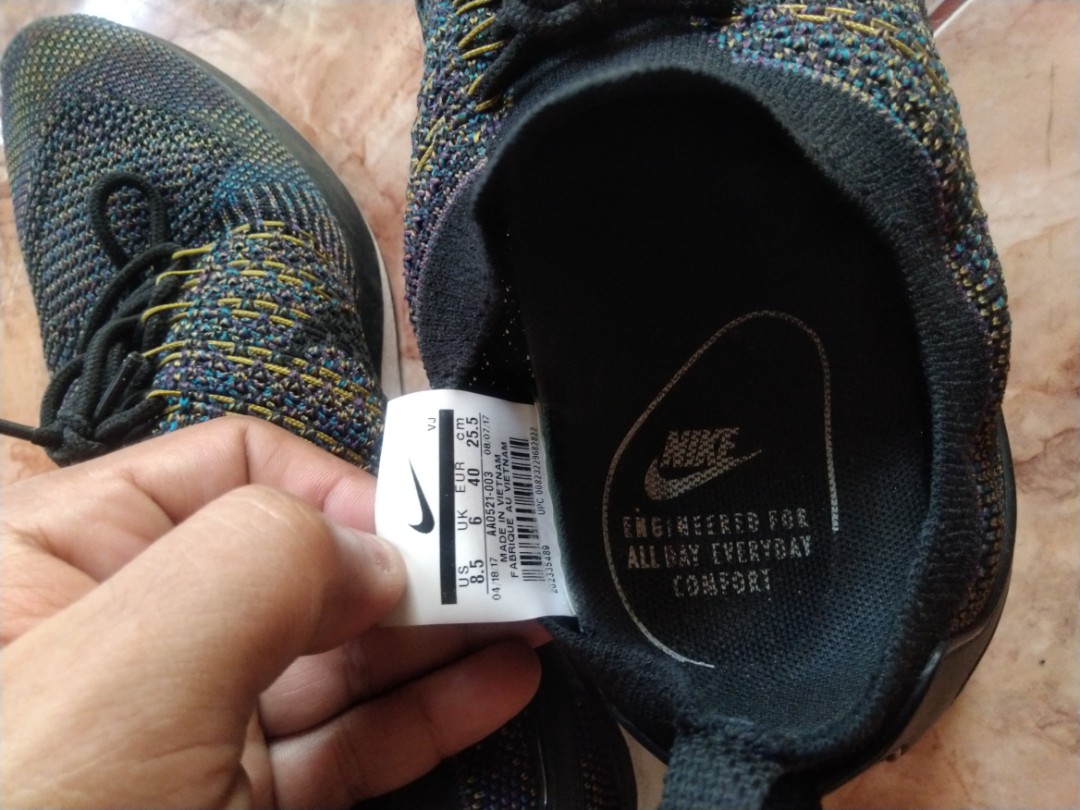 VJ
US UK EUR cm
8.5 6 40 25.5
04/18/17 AA0521-003 08/07/17
MADE IN VIETNAM
FABRIQUE AU VIETNAM
202335489
NIKE
ENGINEERED FOR
ALL DAY EVERYDAY
COMFORT